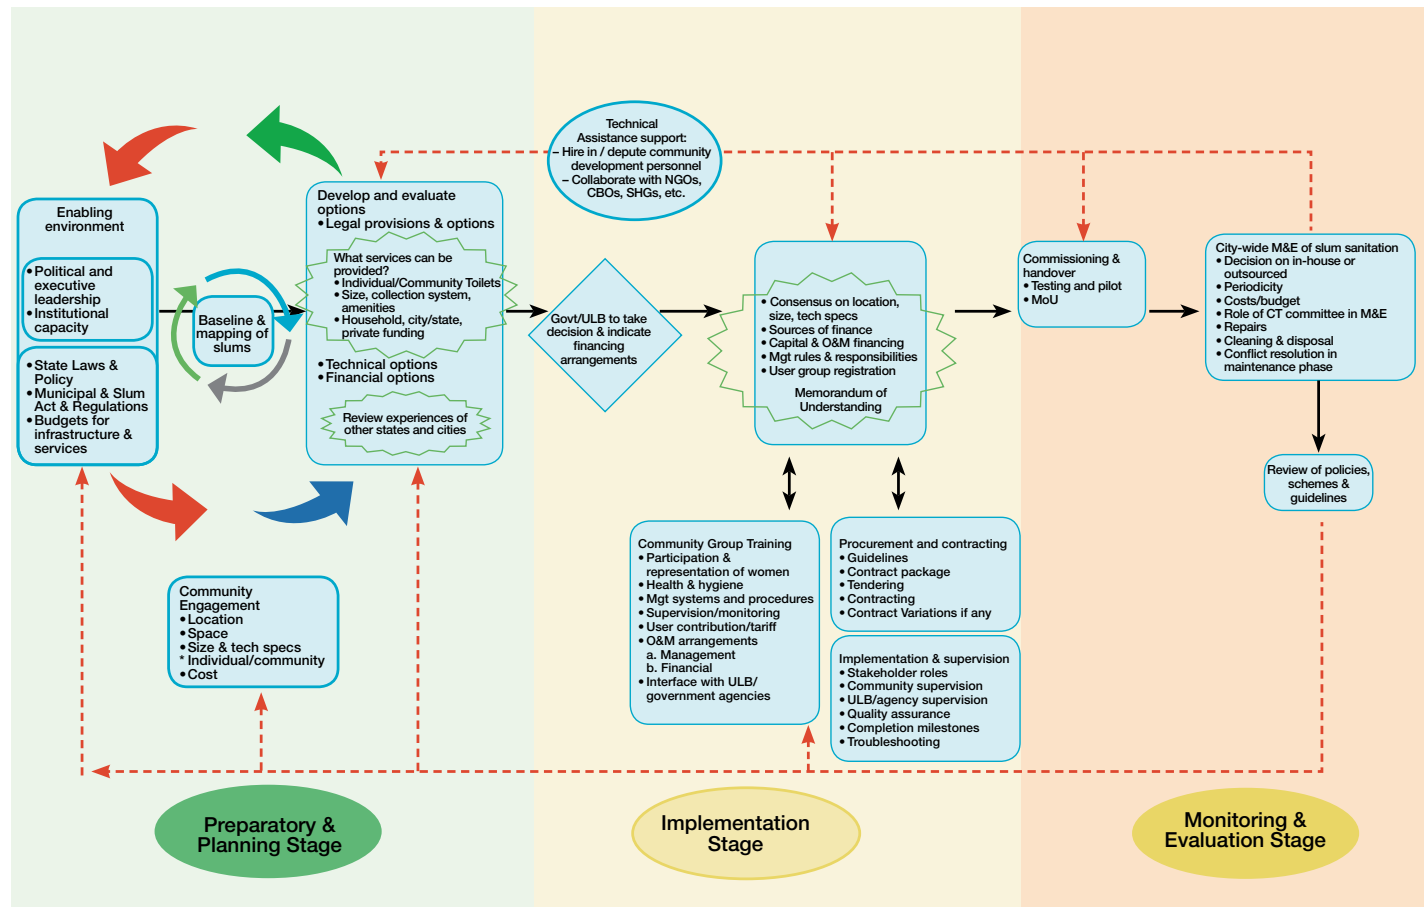 Technical
Assistance support:
– Hire in / depute community
development personnel
– Collaborate with NGOs,
CBOs, SHGs, etc.
Enabling
environment
• Political and
executive
leadership
• Institutional
capacity
• State Laws &
Policy
• Municipal & Slum
Act & Regulations
• Budgets for
infrastructure &
services
Baseline &
mapping of
slums
Develop and evaluate
options
• Legal provisions & options
What services can be
provided?
• Individual/Community Toilets
• Size, collection system,
amenities
• Household, city/state,
private funding
• Technical options
• Financial options
Review experiences of
other states and cities
Community
Engagement
• Location
• Space
• Size & tech specs
* Individual/community
• Cost
Govt/ULB to take
decision & indicate
financing
arrangements
• Consensus on location,
size, tech specs
• Sources of finance
• Capital & O&M financing
• Mgt rules & responsibilities
• User group registration
Memorandum of
Understanding
Community Group Training
• Participation &
representation of women
• Health & hygiene
• Mgt systems and procedures
• Supervision/monitoring
• User contribution/tariff
• O&M arrangements
a. Management
b. Financial
• Interface with ULB/
government agencies
Procurement and contracting
• Guidelines
• Contract package
• Tendering
• Contracting
• Contract Variations if any
Implementation & supervision
• Stakeholder roles
• Community supervision
• ULB/agency supervision
• Quality assurance
• Completion milestones
• Troubleshooting
Commissioning &
handover
• Testing and pilot
• MoU
City-wide M&E of slum sanitation
• Decision on in-house or
outsourced
• Periodicity
• Costs/budget
• Role of CT committee in M&E
• Repairs
• Cleaning & disposal
• Conflict resolution in
maintenance phase
Review of policies,
schemes &
guidelines
Preparatory &
Planning Stage
Implementation
Stage
Monitoring &
Evaluation Stage